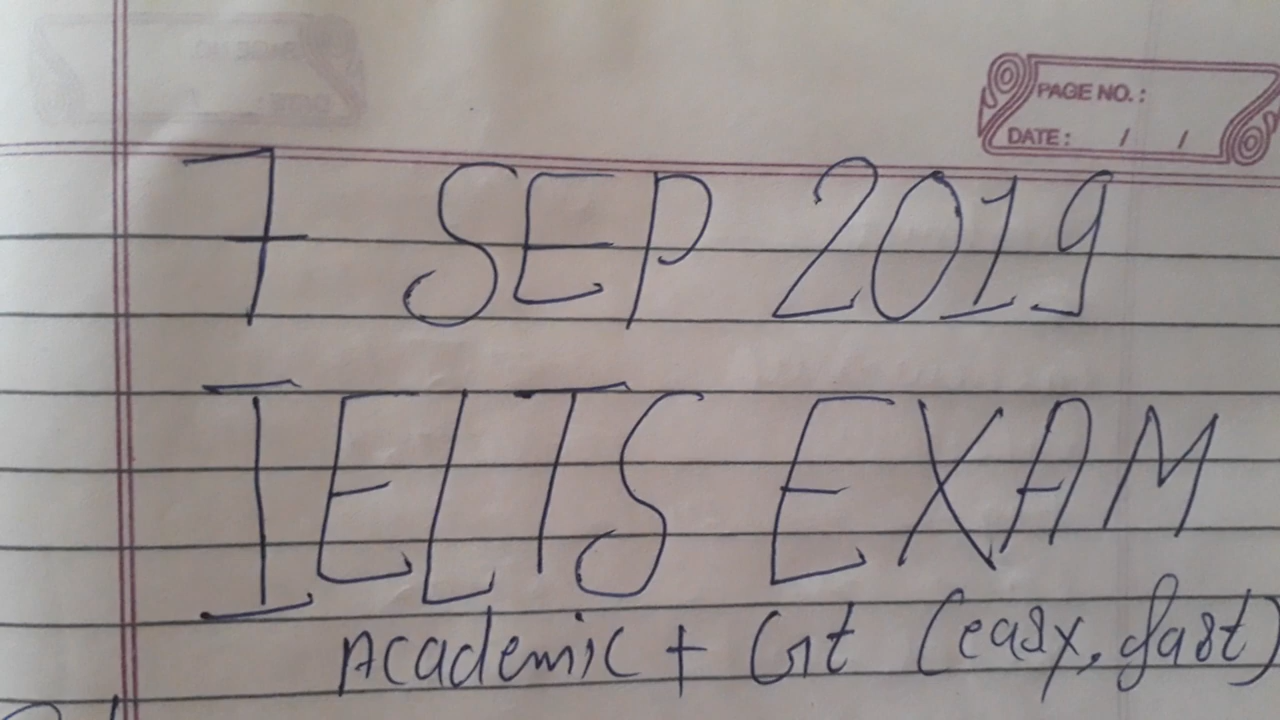 PAGE NO.:
DATE: / /
7 SEP 2019
IELTS EXAM
Academic + Gt (easy, fast)